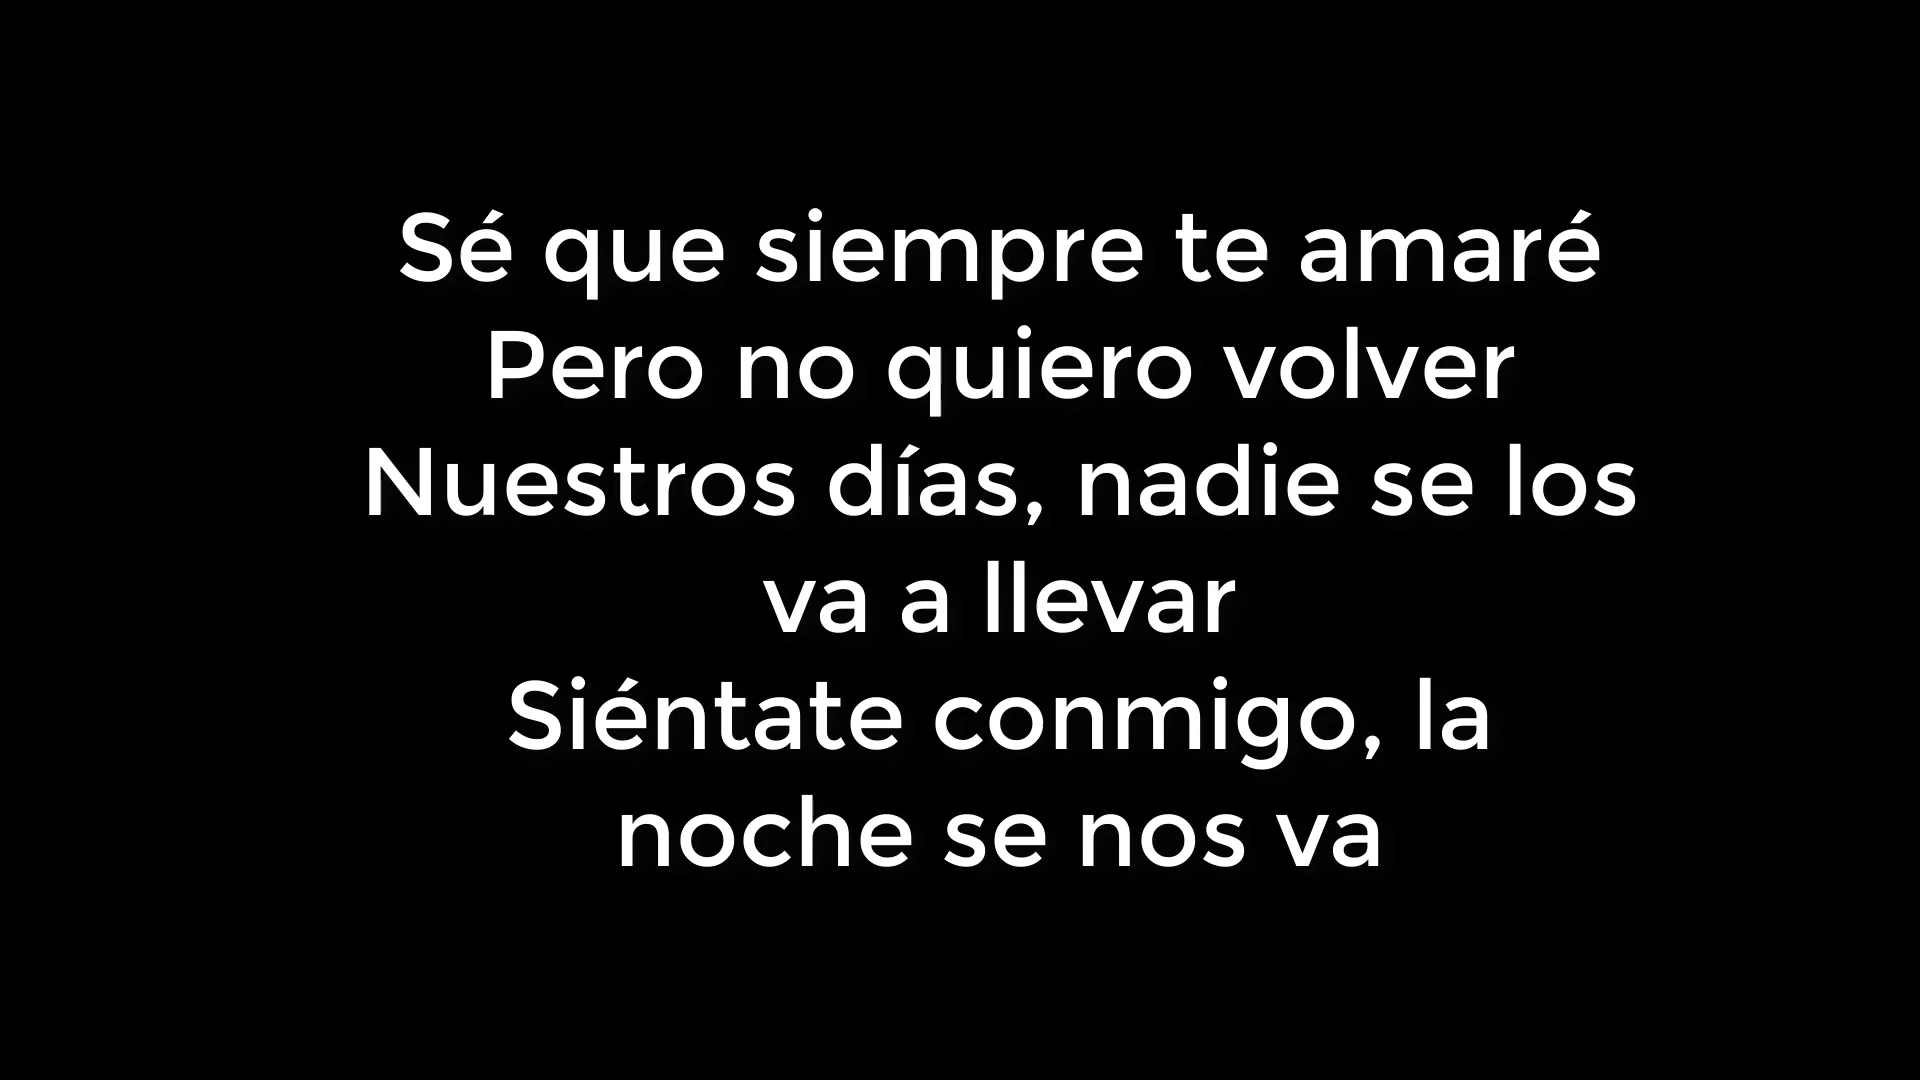 Sé que siempre te amaré
Pero no quiero volver
Nuestros días, nadie se los
va a llevar
Siéntate conmigo, la
noche se nos va